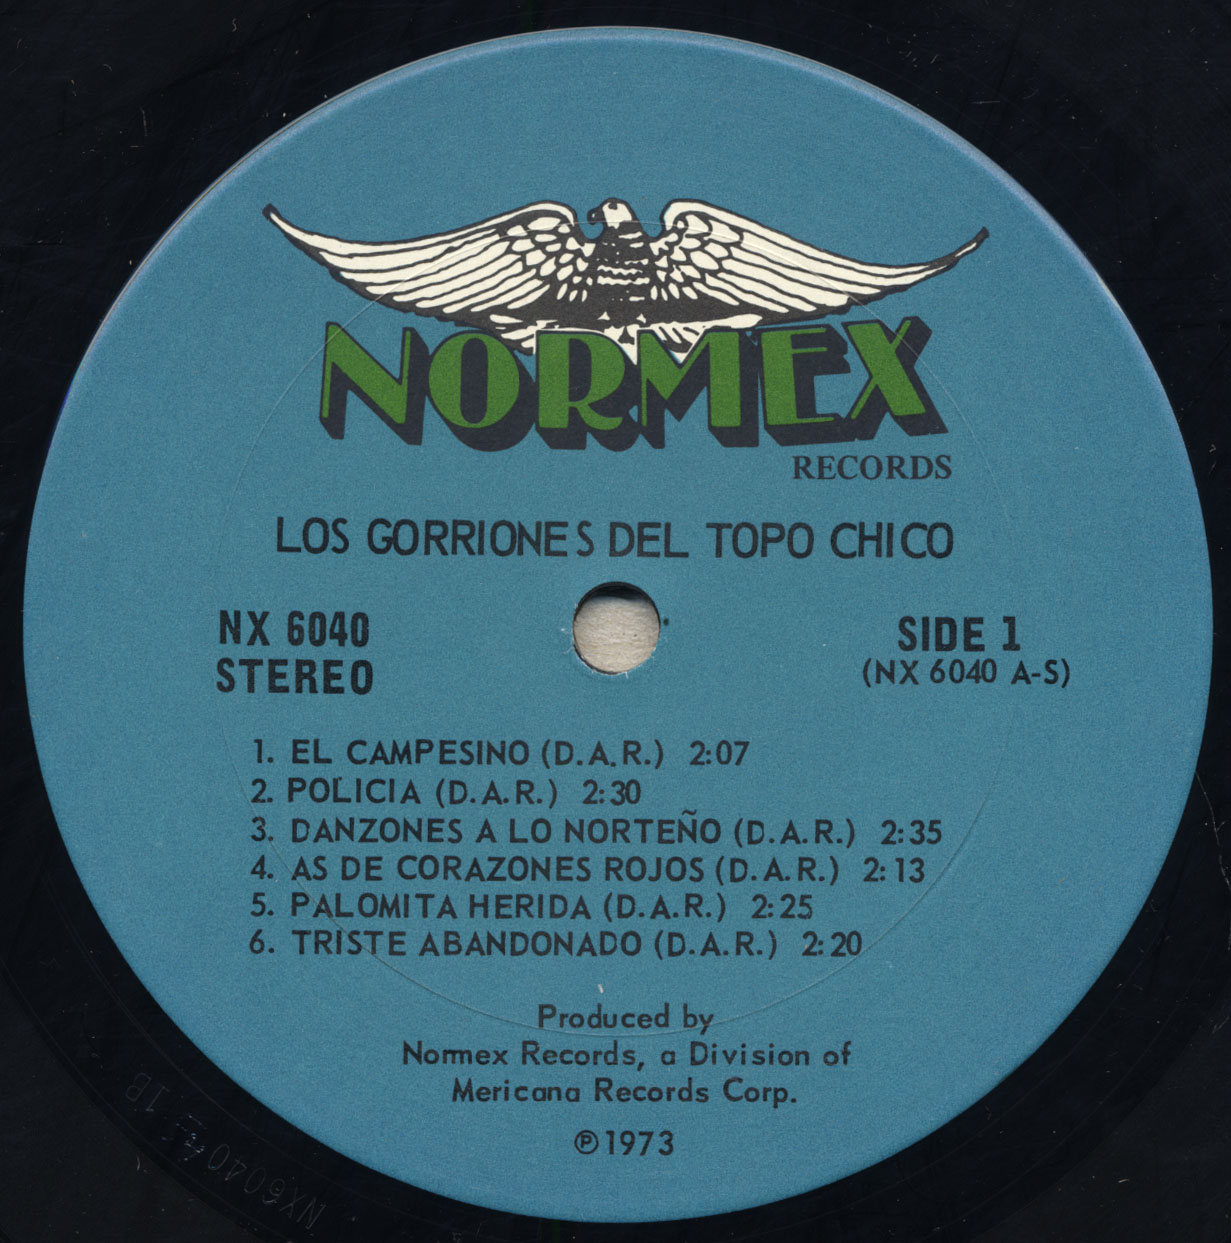 NORMEX
RECORDS
LOS GORRIONES DEL TOPO CHICO
NX 6040
STEREO
SIDE 1
(NX 6040 A-S)
1. EL CAMPESINO (D.A.R.) 2:07
2. POLICIA (D.A.R.) 2:30
3. DANZONES A LO NORTEÑO (D.A.R.) 2:35
4. AS DE CORAZONES ROJOS (D.A.R.) 2:13
5. PALOMITA HERIDA (D.A.R.) 2:25
6. TRISTE ABANDONADO (D.A.R.) 2:20
Produced by
Normex Records, a Division of
Mericana Records Corp.
℗1973